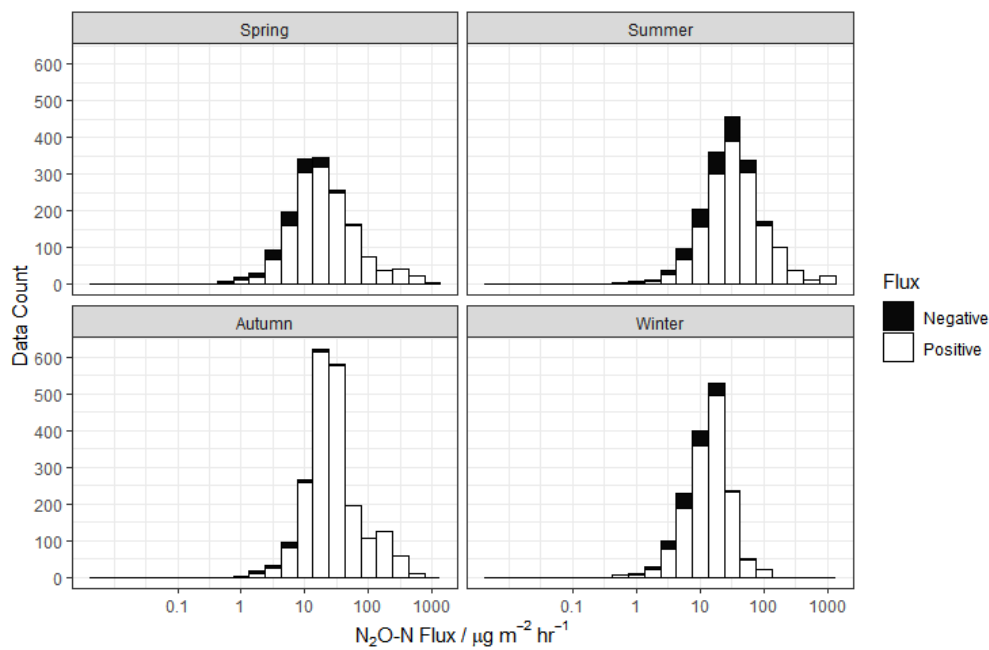 Spring
Summer
600
500
400
300
200
100
0
Autumn
Winter
600
500
400
300
200
100
0
0.1 1 10 100 1000
0.1 1 10 100 1000
Data Count
N₂O-N Flux / μg m⁻² hr⁻¹
Flux
Negative
Positive